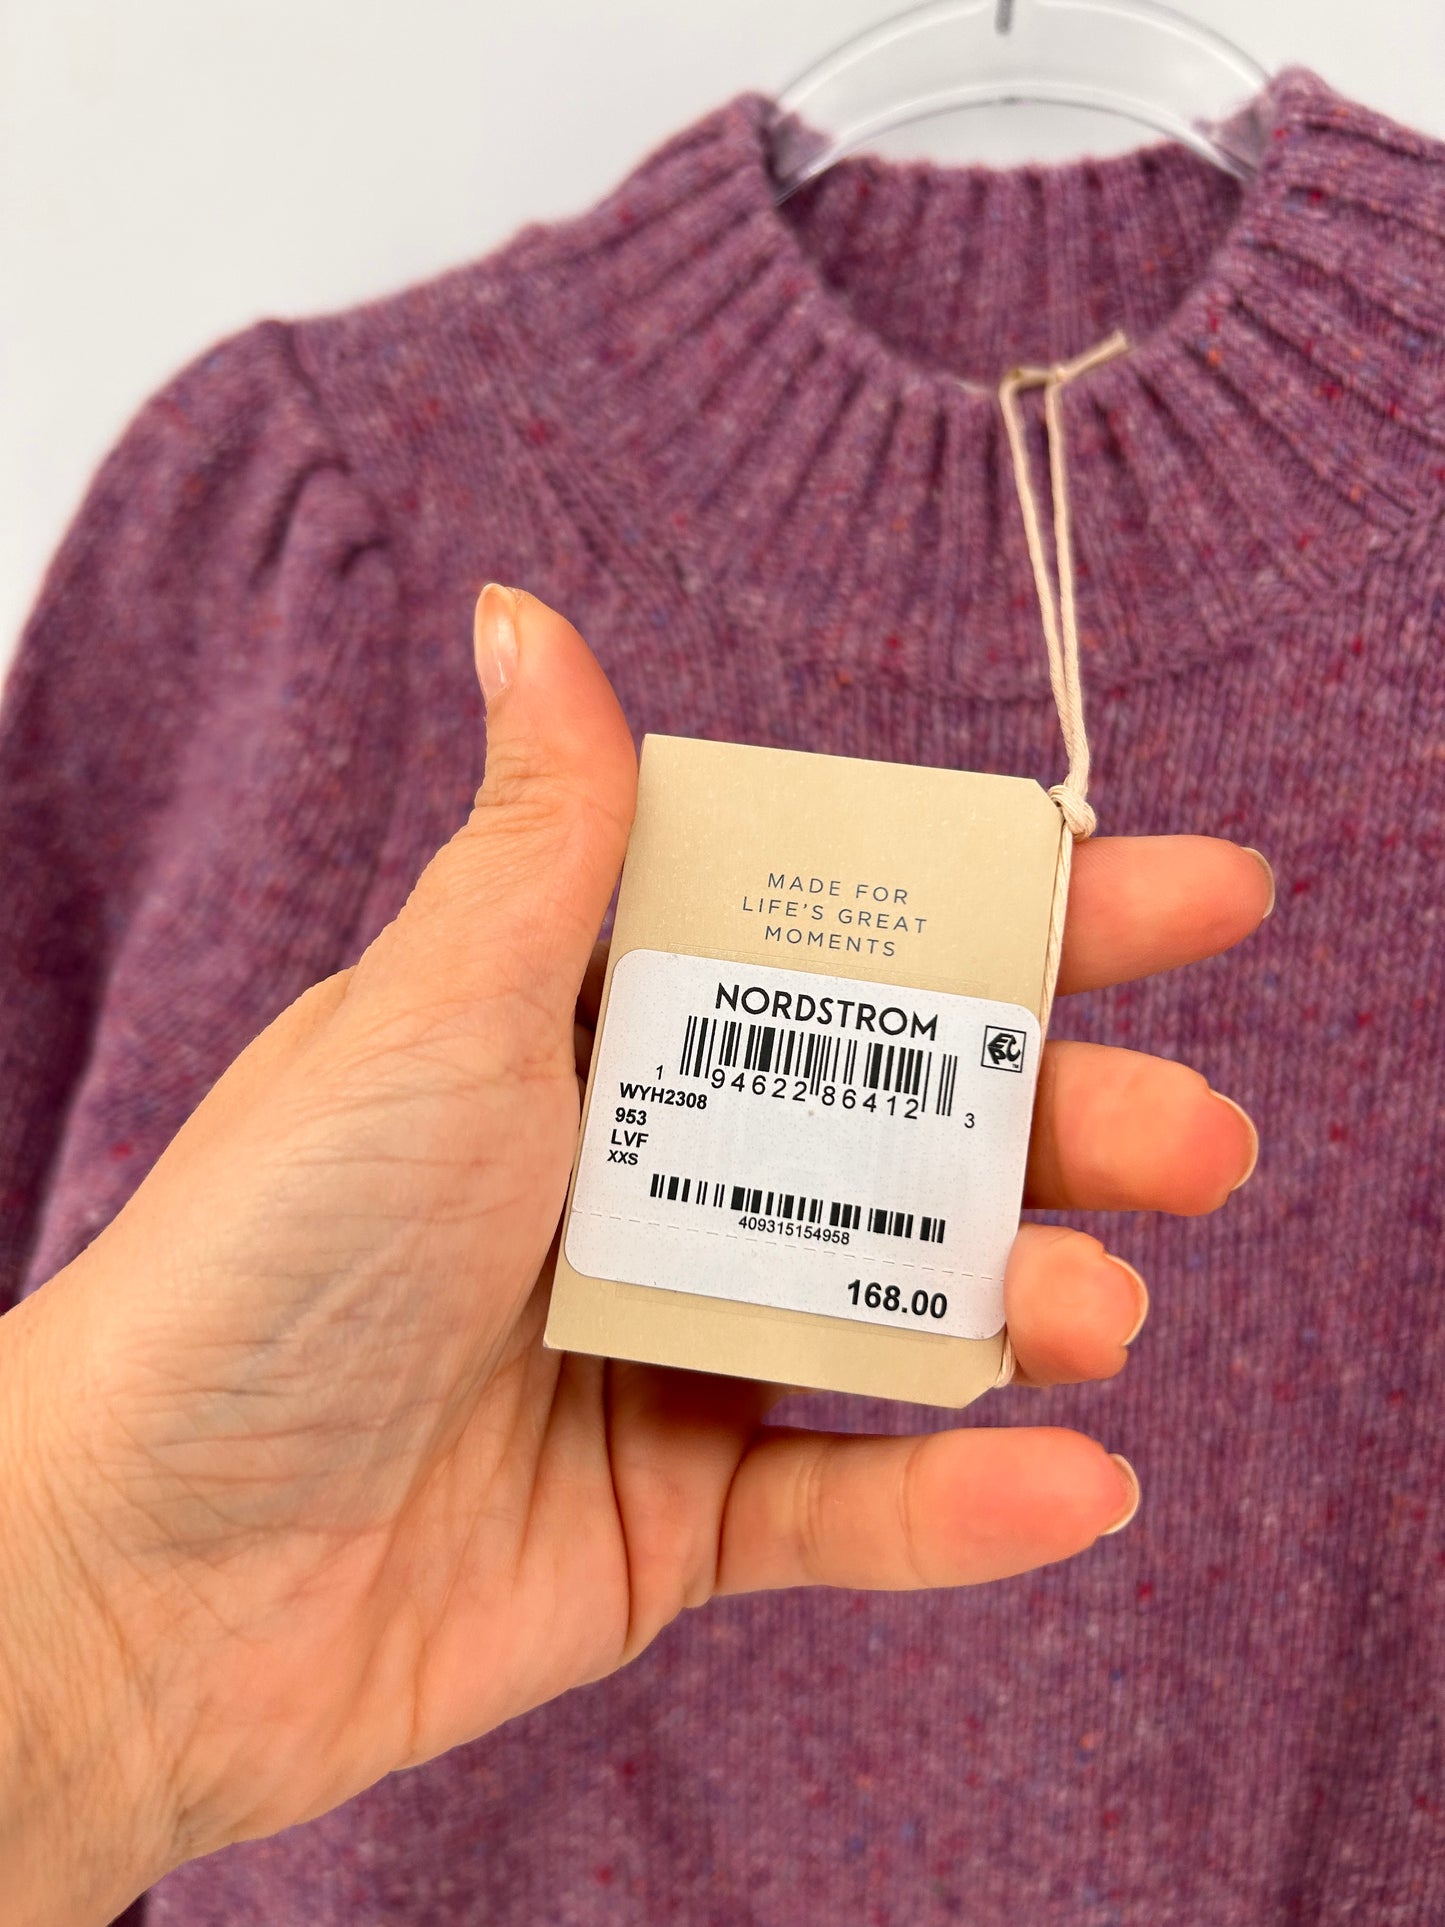 MADE FOR
LIFE'S GREAT
MOMENTS
NORDSTROM
1 94622 86412 3
WYH2308
953
LVF
XXS
409315154958
168.00